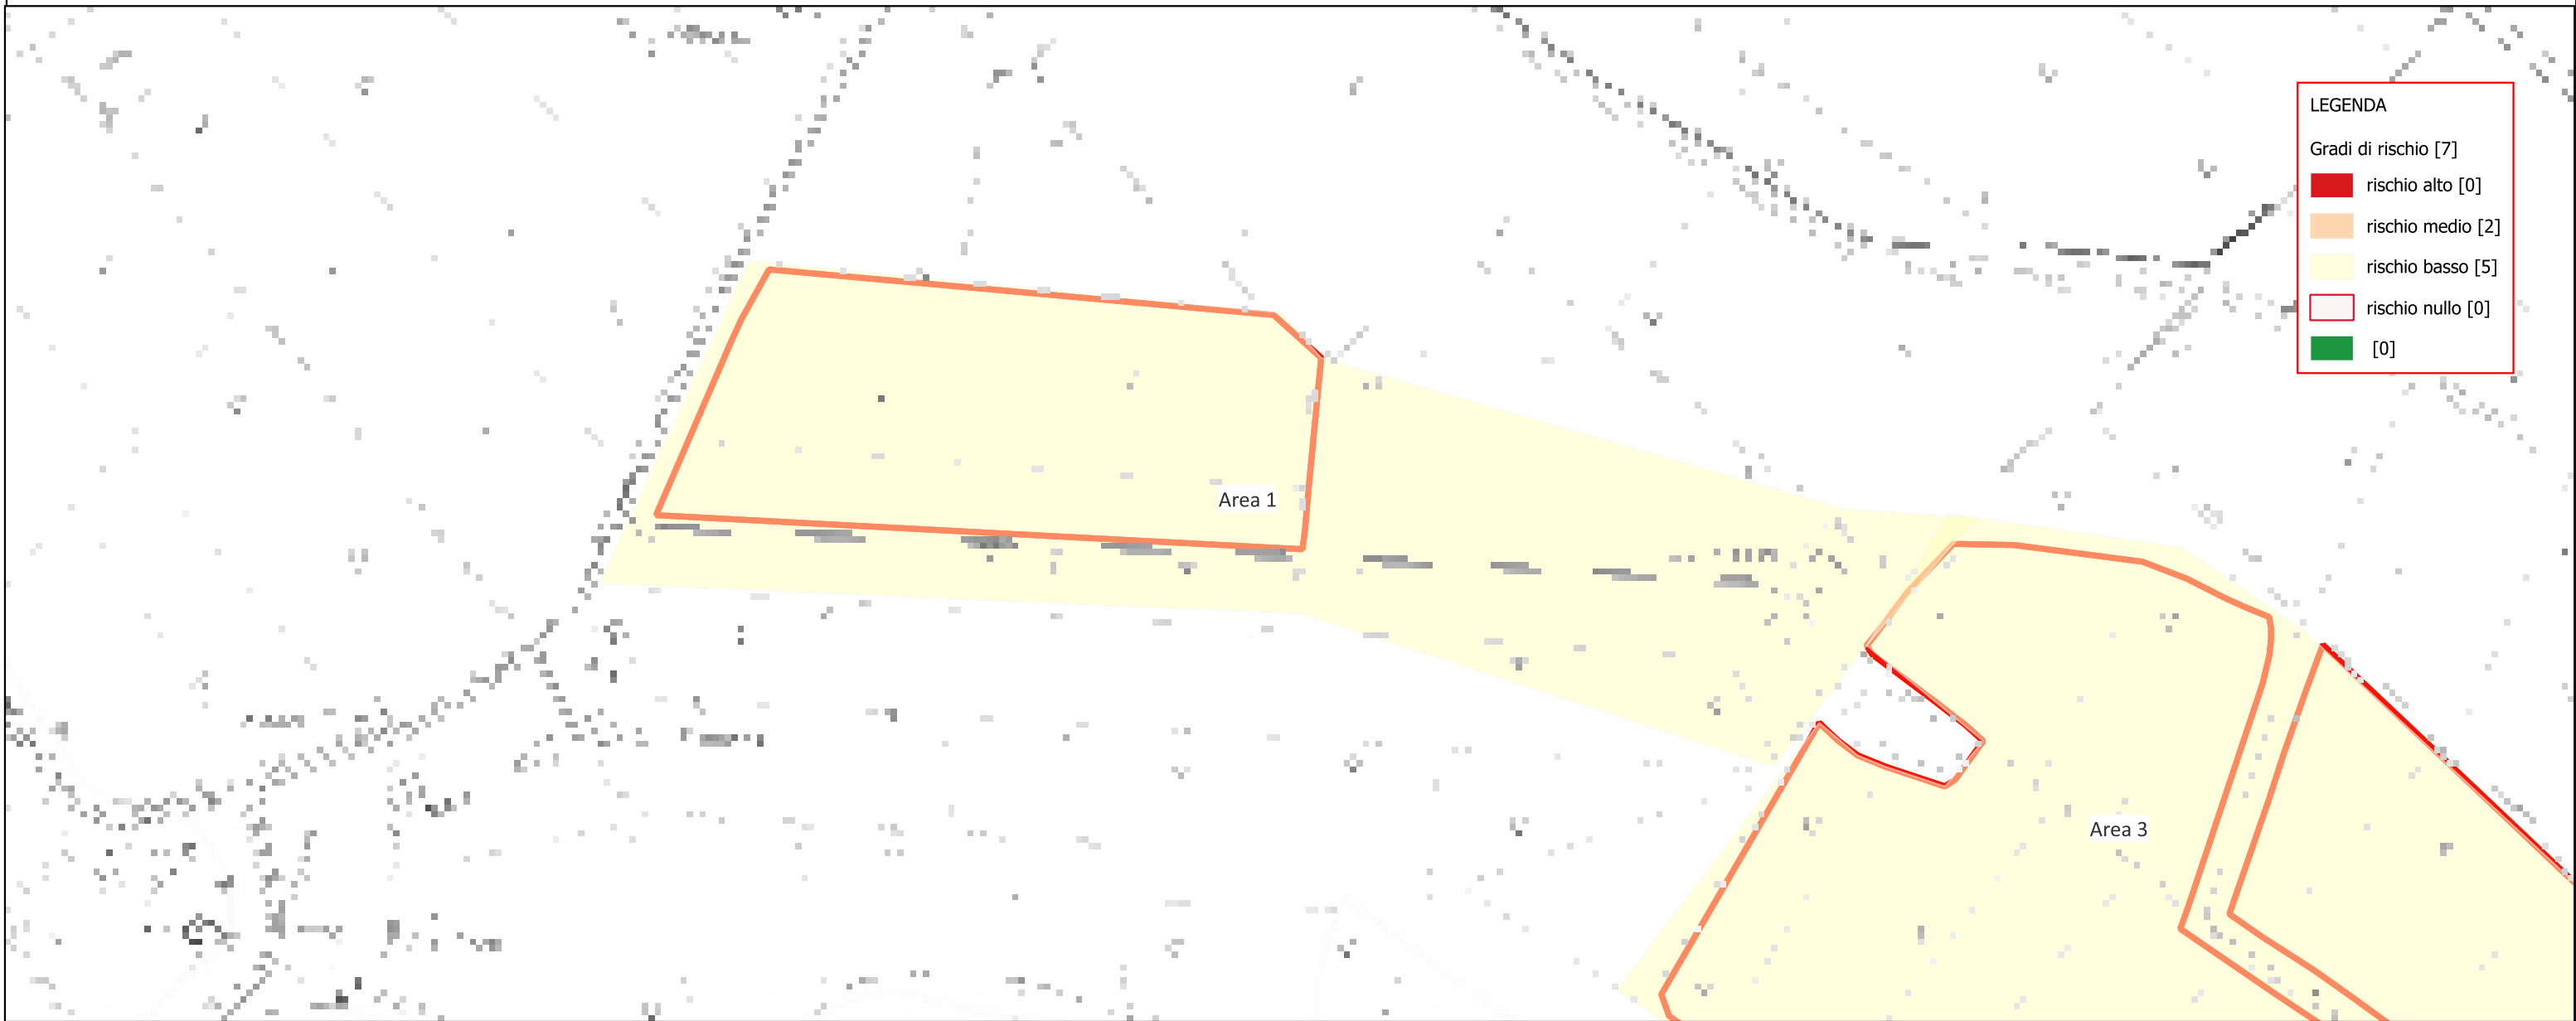 LEGENDA
Gradi di rischio [7]
rischio alto [0]
rischio medio [2]
rischio basso [5]
rischio nullo [0]
[0]
Area 1
Area 3